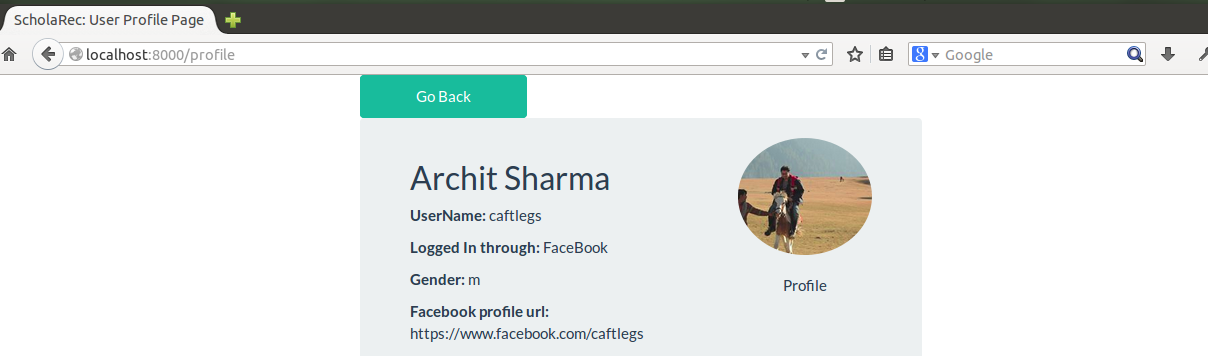 ScholaRec: User Profile Page
localhost:8000/profile
Google
Go Back
Archit Sharma
UserName: caftlegs
Logged In through: FaceBook
Gender: m
Facebook profile url:
https://www.facebook.com/caftlegs
Profile